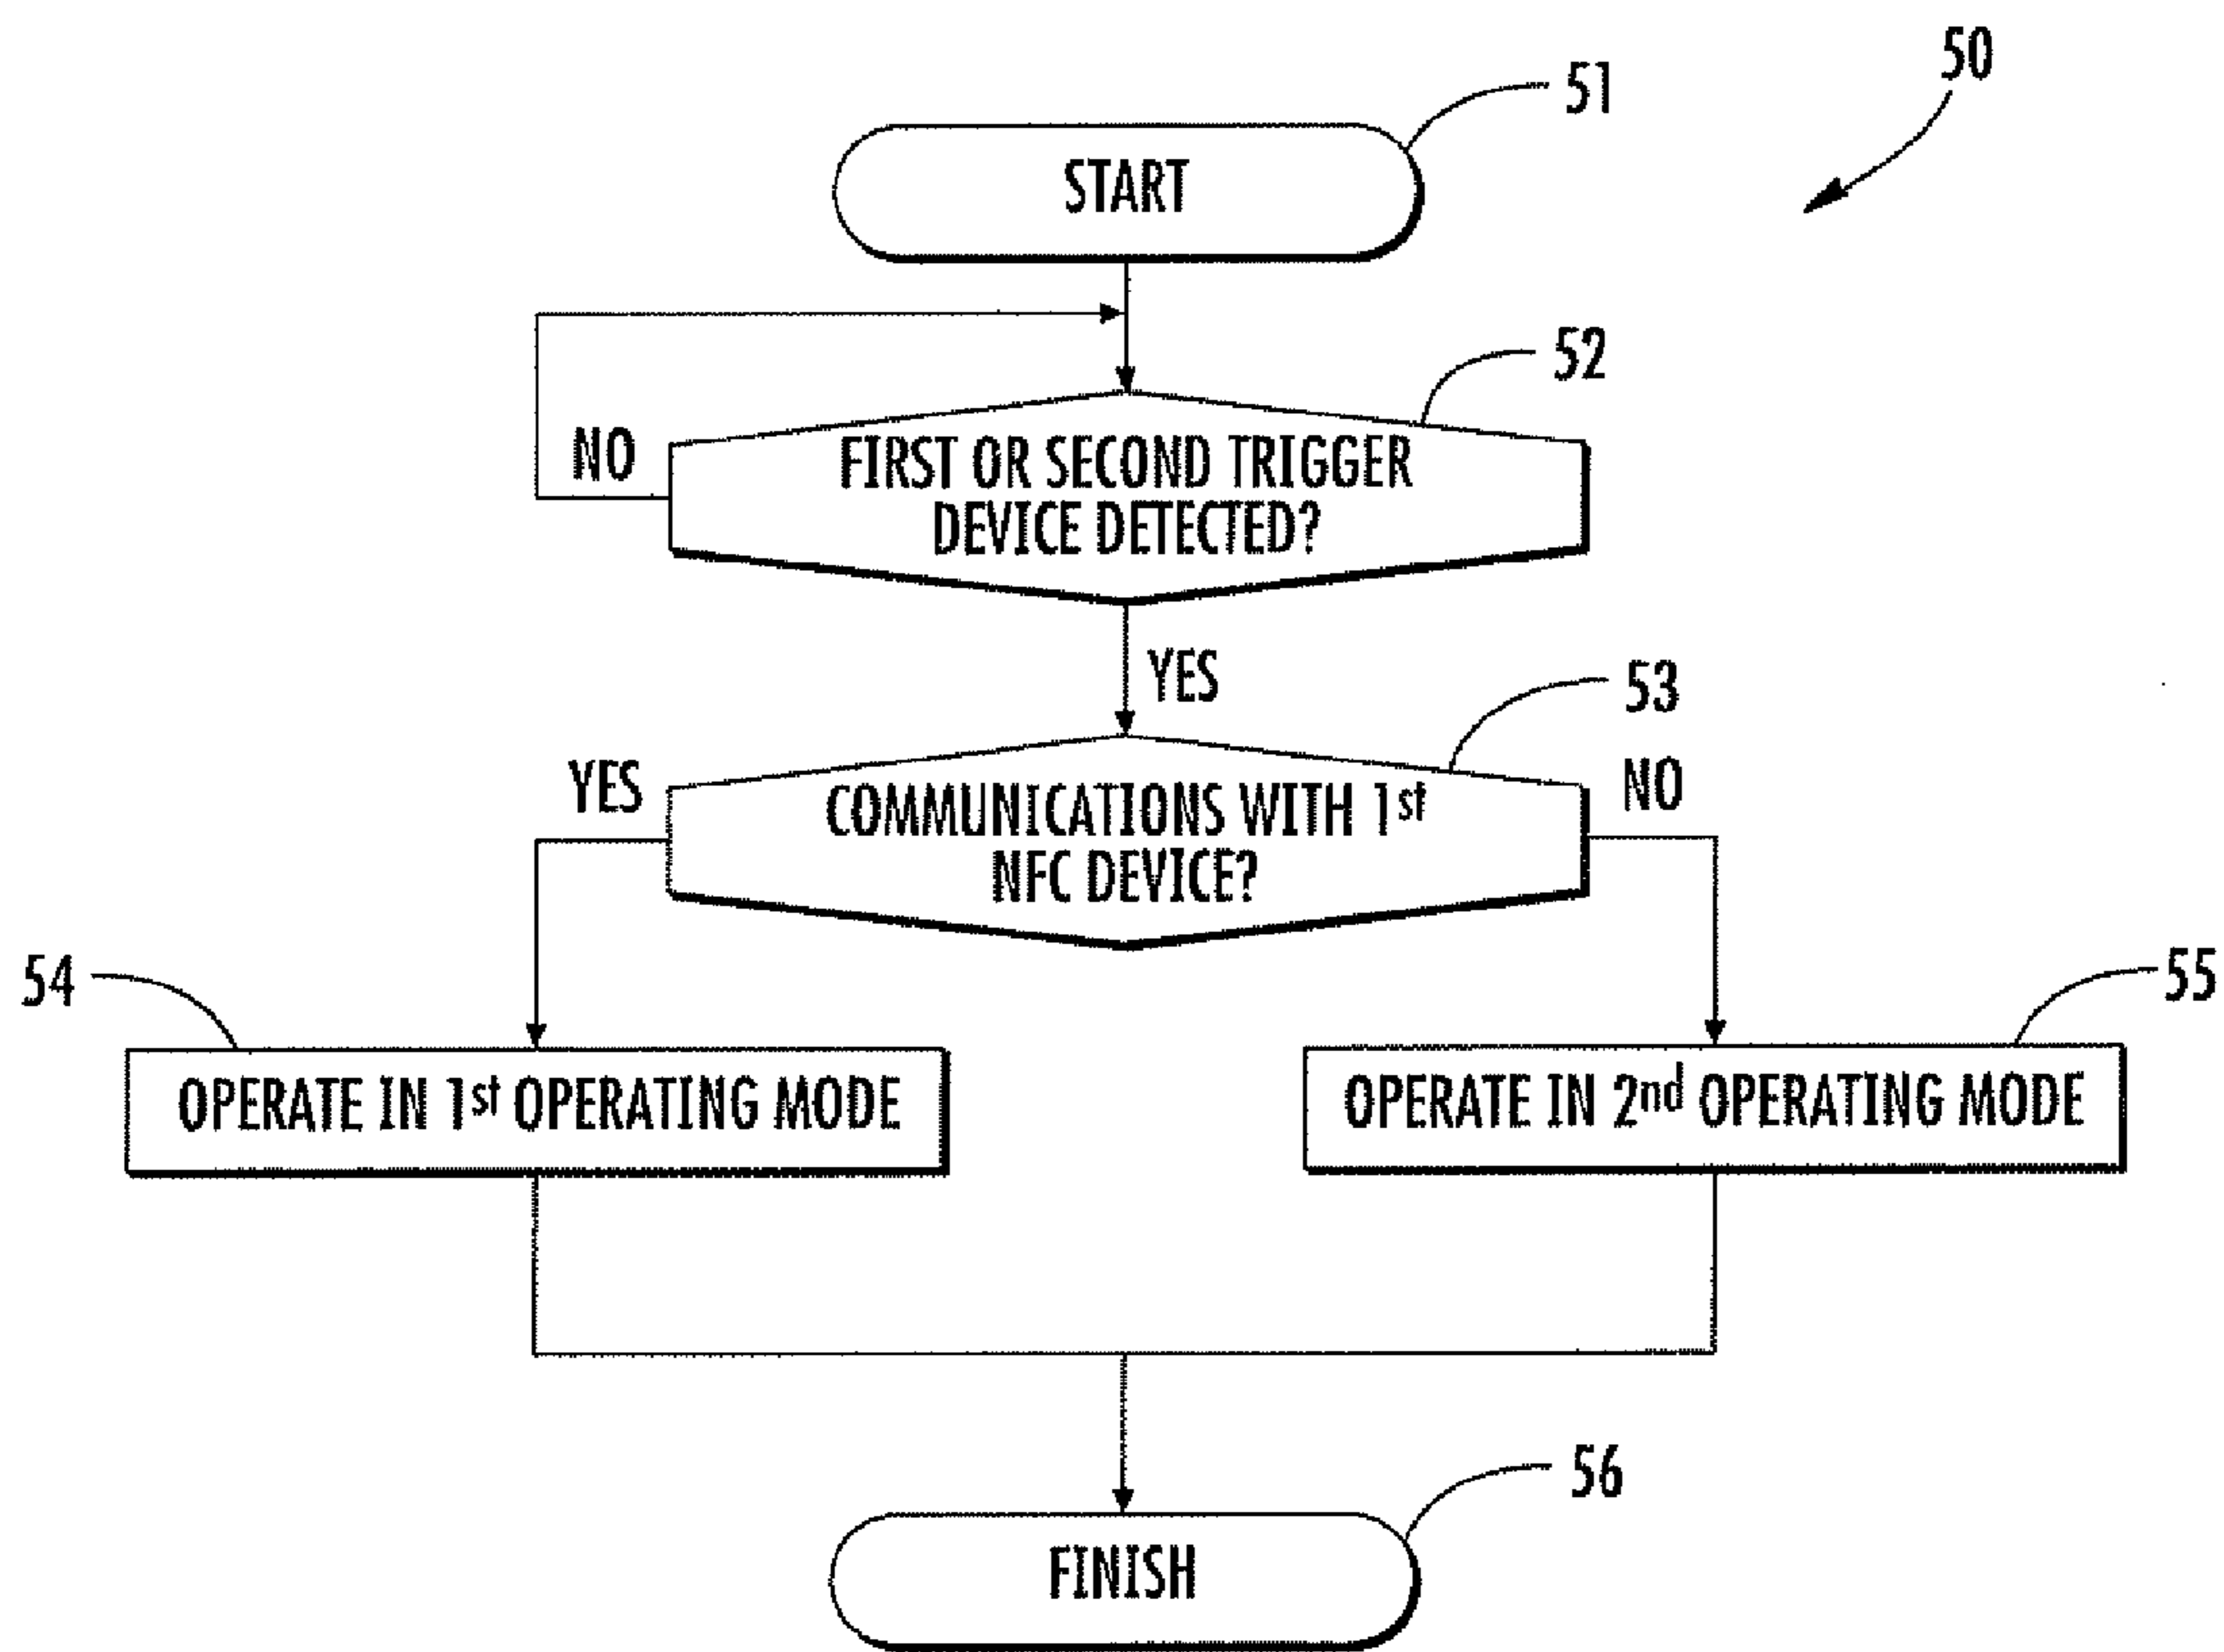 50
51
START
52
NO
FIRST OR SECOND TRIGGER
DEVICE DETECTED?
YES
53
YES
NO
COMMUNICATIONS WITH 1st
NFC DEVICE?
54
55
OPERATE IN 1st OPERATING MODE
OPERATE IN 2nd OPERATING MODE
56
FINISH